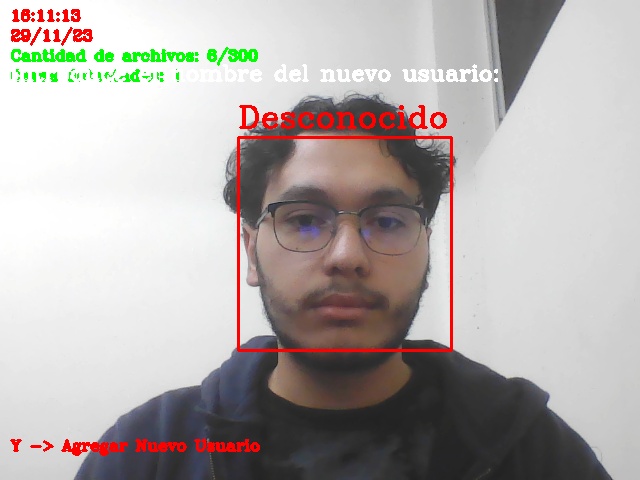 16:11:13
29/11/23
Cantidad de archivos: 6/300
nombre del nuevo usuario:
Desconocido
Y -> Agregar Nuevo Usuario